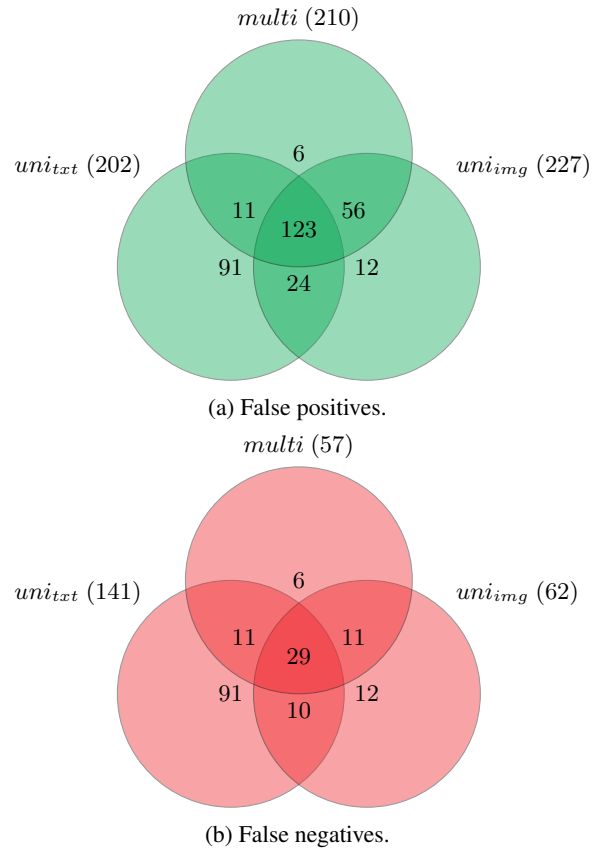 multi (210)
uni_txt (202)
uni_img (227)
6
11
56
123
91
12
24
(a) False positives.
multi (57)
uni_txt (141)
uni_img (62)
6
11
11
29
91
12
10
(b) False negatives.